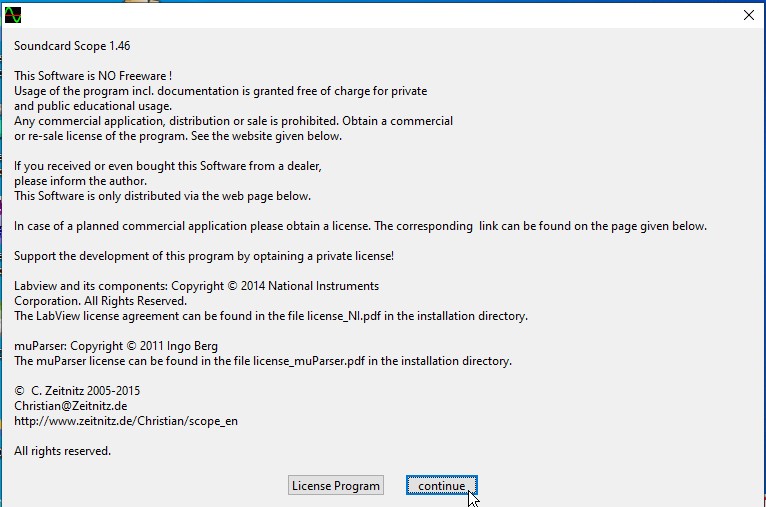 Soundcard Scope 1.46
This Software is NO Freeware !
Usage of the program incl. documentation is granted free of charge for private
and public educational usage.
Any commercial application, distribution or sale is prohibited. Obtain a commercial
or re-sale license of the program. See the website given below.
If you received or even bought this Software from a dealer,
please inform the author.
This Software is only distributed via the web page below.
In case of a planned commercial application please obtain a license. The corresponding  link can be found on the page given below.
Support the development of this program by optaining a private license!
Labview and its components: Copyright © 2014 National Instruments
Corporation. All Rights Reserved.
The LabView license agreement can be found in the file license_NI.pdf in the installation directory.
muParser: Copyright © 2011 Ingo Berg
The muParser license can be found in the file license_muParser.pdf in the installation directory.
©  C. Zeitnitz 2005-2015
Christian@Zeitnitz.de
http://www.zeitnitz.de/Christian/scope_en
All rights reserved.
License Program
continue